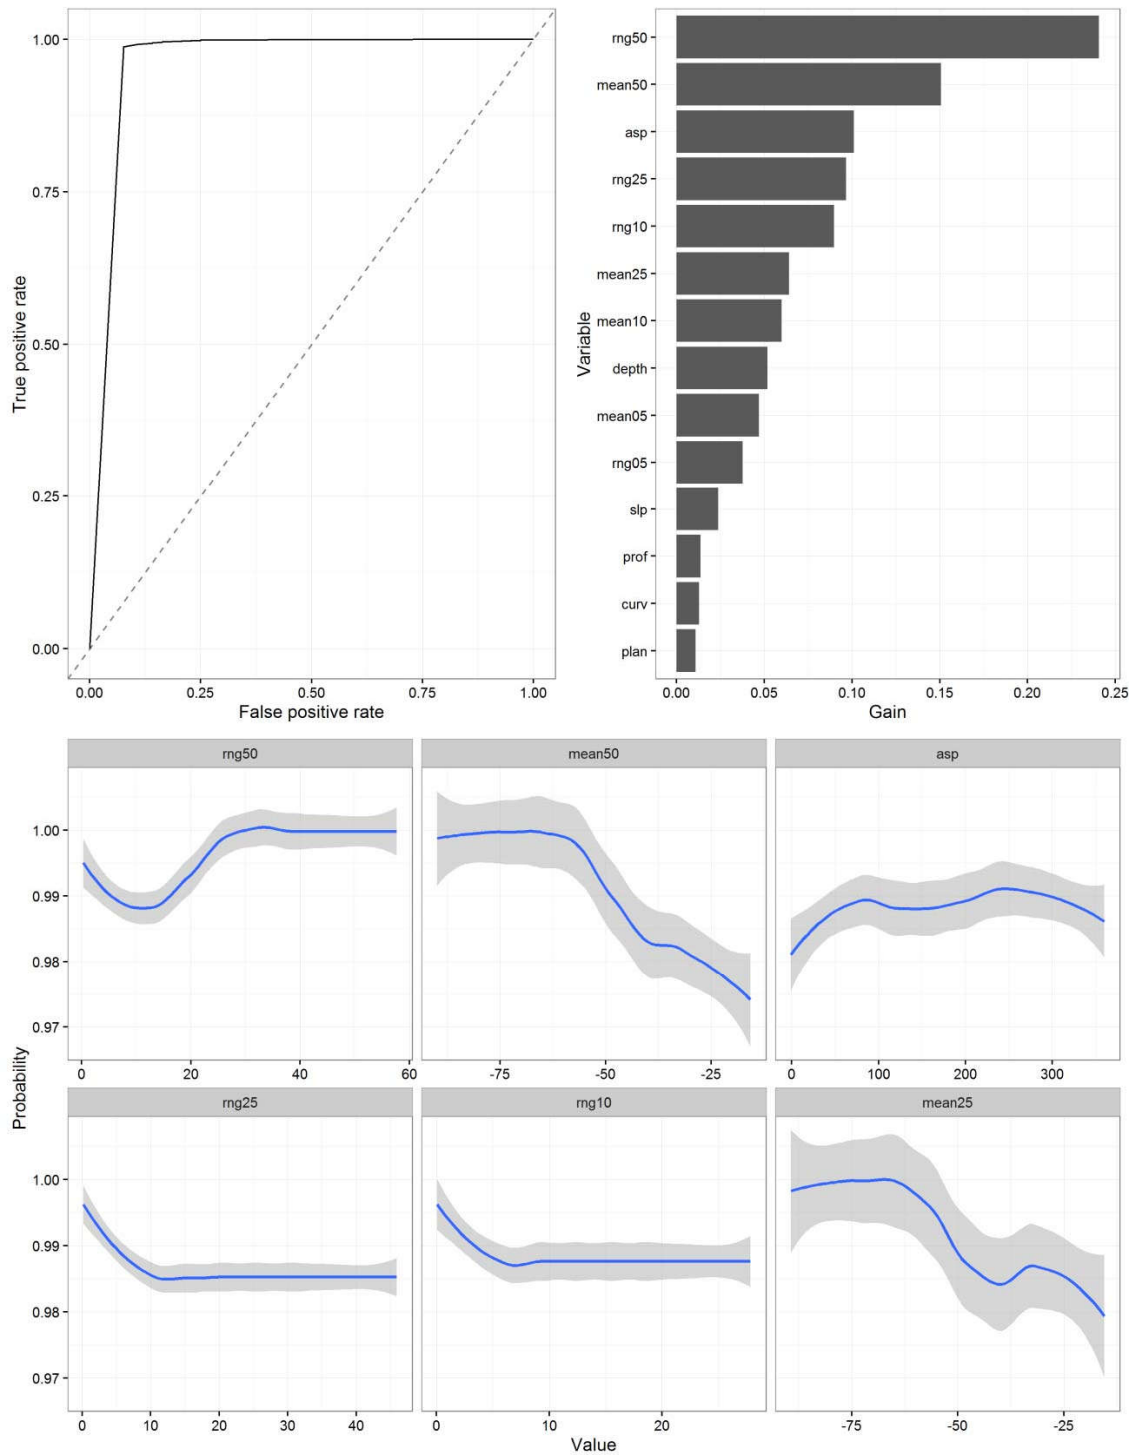 1.00
0.75
0.50
0.25
0.00
True positive rate
0.00 0.25 0.50 0.75 1.00
False positive rate
rng50
mean50
asp
rng25
rng10
mean25
mean10
depth
mean05
rng05
slp
prof
curv
plan
Variable
0.00 0.05 0.10 0.15 0.20 0.25
Gain
rng50 mean50 asp
1.00
0.99
0.98
0.97
0 20 40 60
-75 -50 -25
0 100 200 300
Probability
rng25 rng10 mean25
1.00
0.99
0.98
0.97
0 10 20 30 40
0 10 20
-75 -50 -25
Value